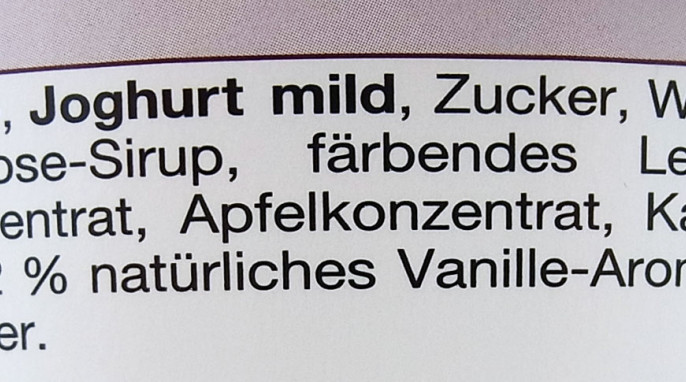 , Joghurt mild, Zucker, W
ose-Sirup, färbendes Le
entrat, Apfelkonzentrat, Ka
% natürliches Vanille-Aro
er.